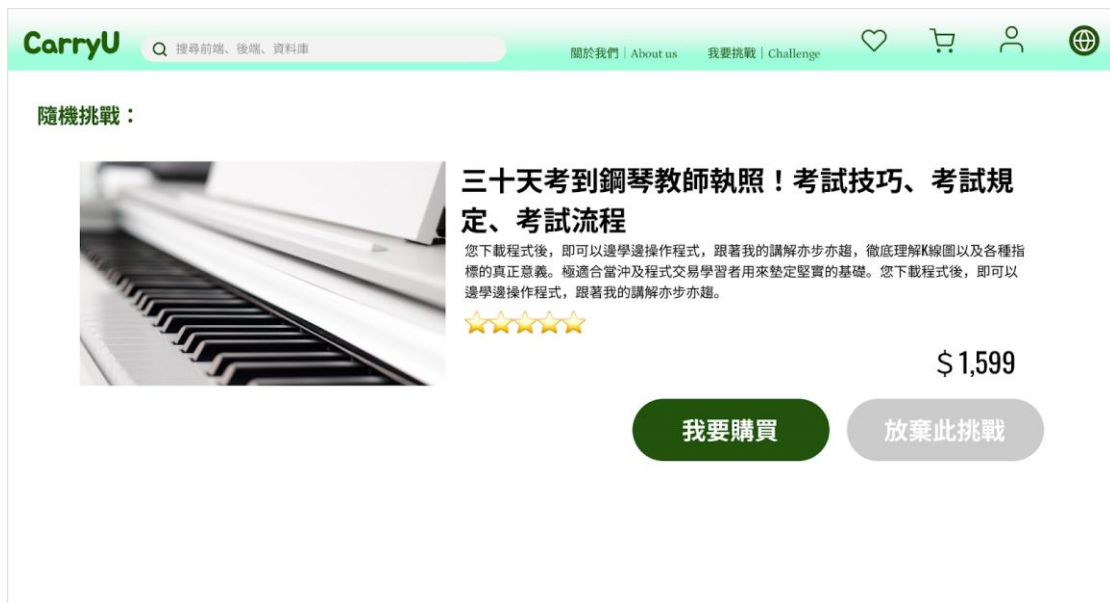 CarryU
搜尋前端、後端、資料庫
關於我們｜About us
我要挑戰｜Challenge
隨機挑戰：
三十天考到鋼琴教師執照！考試技巧、考試規
定、考試流程
您下載程式後，即可以邊學邊操作程式，跟著我的講解亦步亦趨，徹底理解K線圖以及各種指
標的真正意義。極適合當沖及程式交易學習者用來墊定堅實的基礎。您下載程式後，即可以
邊學邊操作程式，跟著我的講解亦步亦趨。
＄1,599
我要購買
放棄此挑戰